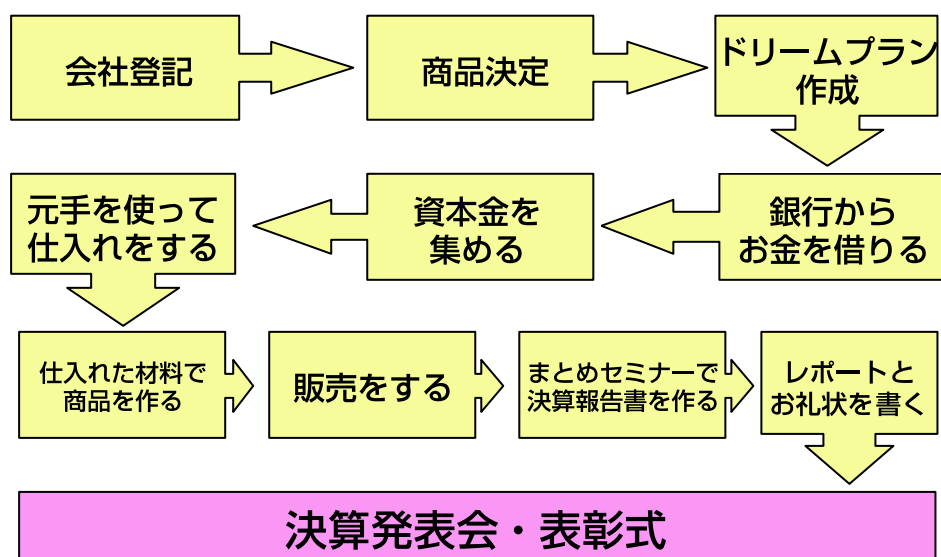 会社登記
商品決定
ドリームプラン
作成
銀行から
お金を借りる
資本金を
集める
元手を使って
仕入れをする
仕入れた材料で
商品を作る
販売をする
まとめセミナーで
決算報告書を作る
レポートと
お礼状を書く
決算発表会・表彰式